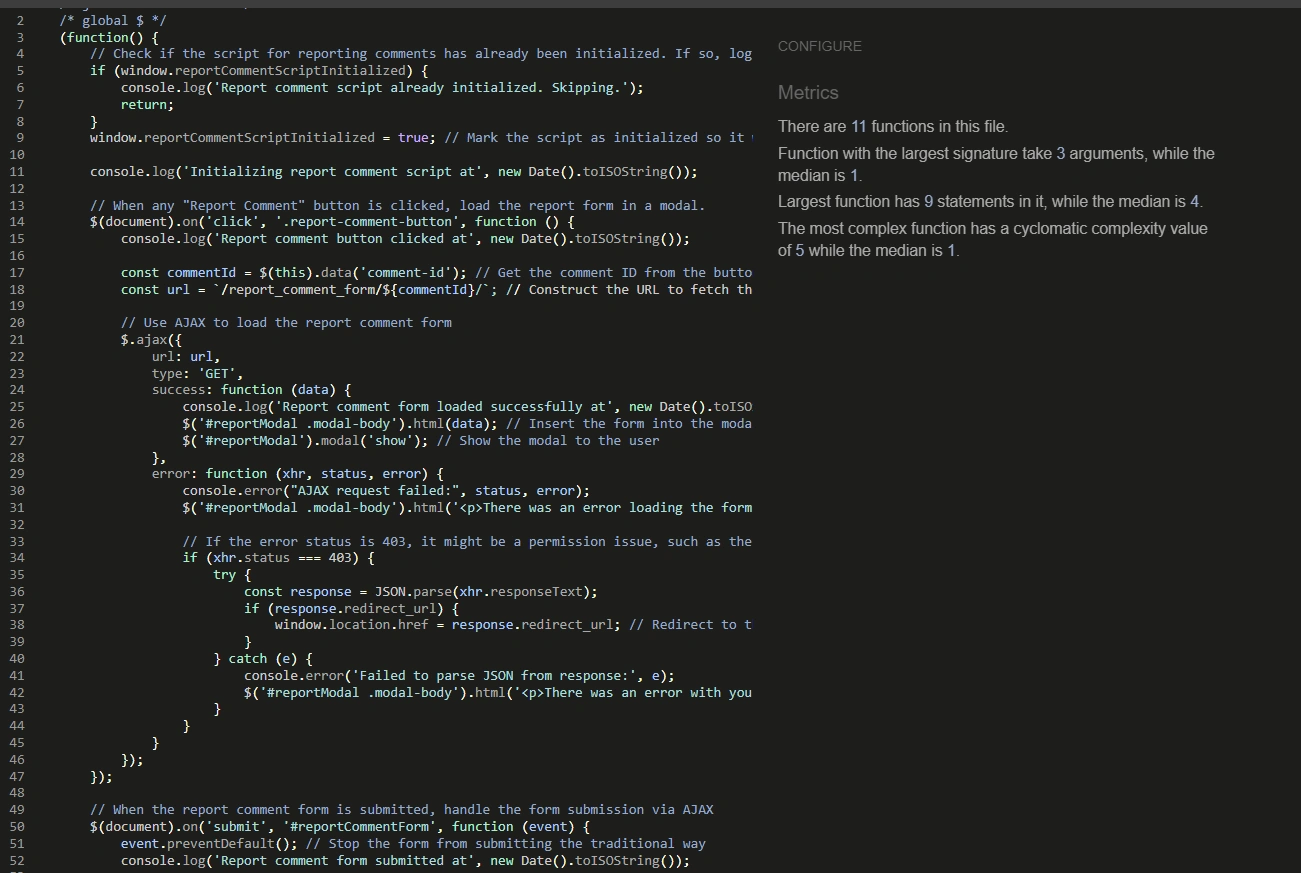 2 /* global $ */
3 (function() {
4 // Check if the script for reporting comments has already been initialized. If so, log
5 if (window.reportCommentScriptInitialized) {
6 console.log('Report comment script already initialized. Skipping.');
7 return;
8 }
9 window.reportCommentScriptInitialized = true; // Mark the script as initialized so it
10
11 console.log('Initializing report comment script at', new Date().toISOString());
12
13 // When any "Report Comment" button is clicked, load the report form in a modal.
14 $(document).on('click', '.report-comment-button', function () {
15 console.log('Report comment button clicked at', new Date().toISOString());
16
17 const commentId = $(this).data('comment-id'); // Get the comment ID from the butto
18 const url = `/report_comment_form/${commentId}/`; // Construct the URL to fetch th
19
20 // Use AJAX to load the report comment form
21 $.ajax({
22 url: url,
23 type: 'GET',
24 success: function (data) {
25 console.log('Report comment form loaded successfully at', new Date().toISO
26 $('#reportModal .modal-body').html(data); // Insert the form into the moda
27 $('#reportModal').modal('show'); // Show the modal to the user
28 },
29 error: function (xhr, status, error) {
30 console.error("AJAX request failed:", status, error);
31 $('#reportModal .modal-body').html('<p>There was an error loading the form
32
33 // If the error status is 403, it might be a permission issue, such as the
34 if (xhr.status === 403) {
35 try {
36 const response = JSON.parse(xhr.responseText);
37 if (response.redirect_url) {
38 window.location.href = response.redirect_url; // Redirect to t
39 }
40 } catch (e) {
41 console.error('Failed to parse JSON from response:', e);
42 $('#reportModal .modal-body').html('<p>There was an error with you
43 }
44 }
45 }
46 });
47 });
48
49 // When the report comment form is submitted, handle the form submission via AJAX
50 $(document).on('submit', '#reportCommentForm', function (event) {
51 event.preventDefault(); // Stop the form from submitting the traditional way
52 console.log('Report comment form submitted at', new Date().toISOString());
CONFIGURE
Metrics
There are 11 functions in this file.
Function with the largest signature take 3 arguments, while the
median is 1.
Largest function has 9 statements in it, while the median is 4.
The most complex function has a cyclomatic complexity value
of 5 while the median is 1.